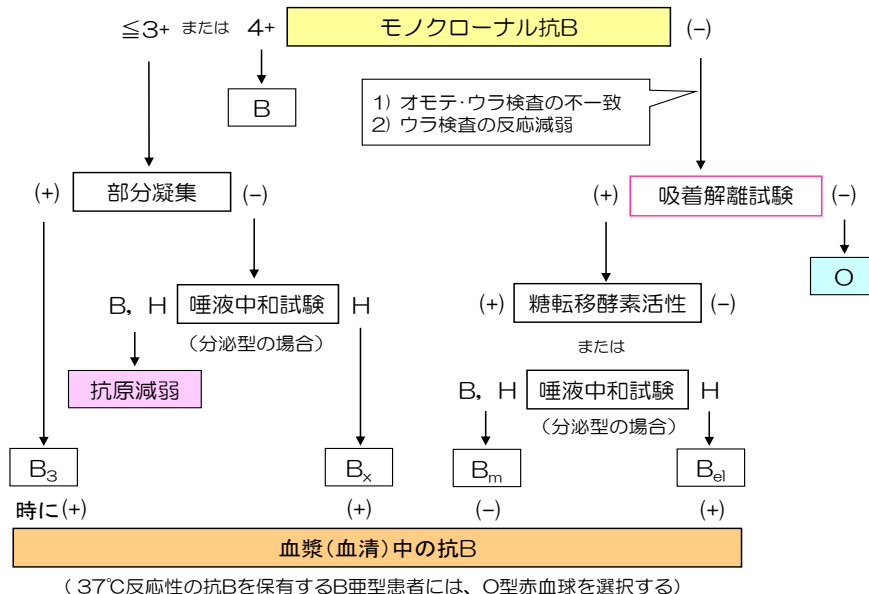 ≦3+ または 4+ モノクローナル抗B (-)
B
1) オモテ・ウラ検査の不一致
2) ウラ検査の反応減弱
(+) 部分凝集 (-)
(+) 吸着解離試験 (-)
O
B, H 唾液中和試験 H
(分泌型の場合)
(+) 糖転移酵素活性 (-)
または
抗原減弱
B, H 唾液中和試験 H
(分泌型の場合)
B₃ Bₓ Bₘ Bel
時に(+) (+) (-) (+)
血漿(血清)中の抗B
( 37℃反応性の抗Bを保有するB亜型患者には、O型赤血球を選択する)